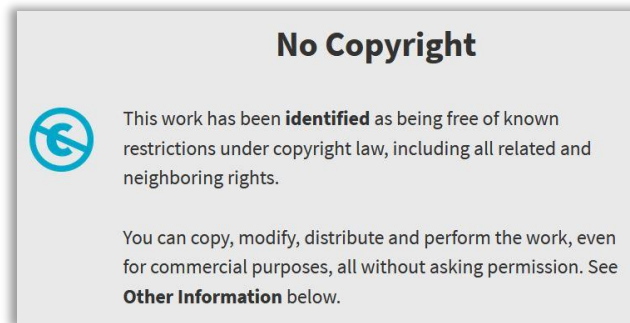 No Copyright
This work has been identified as being free of known
restrictions under copyright law, including all related and
neighboring rights.
You can copy, modify, distribute and perform the work, even
for commercial purposes, all without asking permission. See
Other Information below.